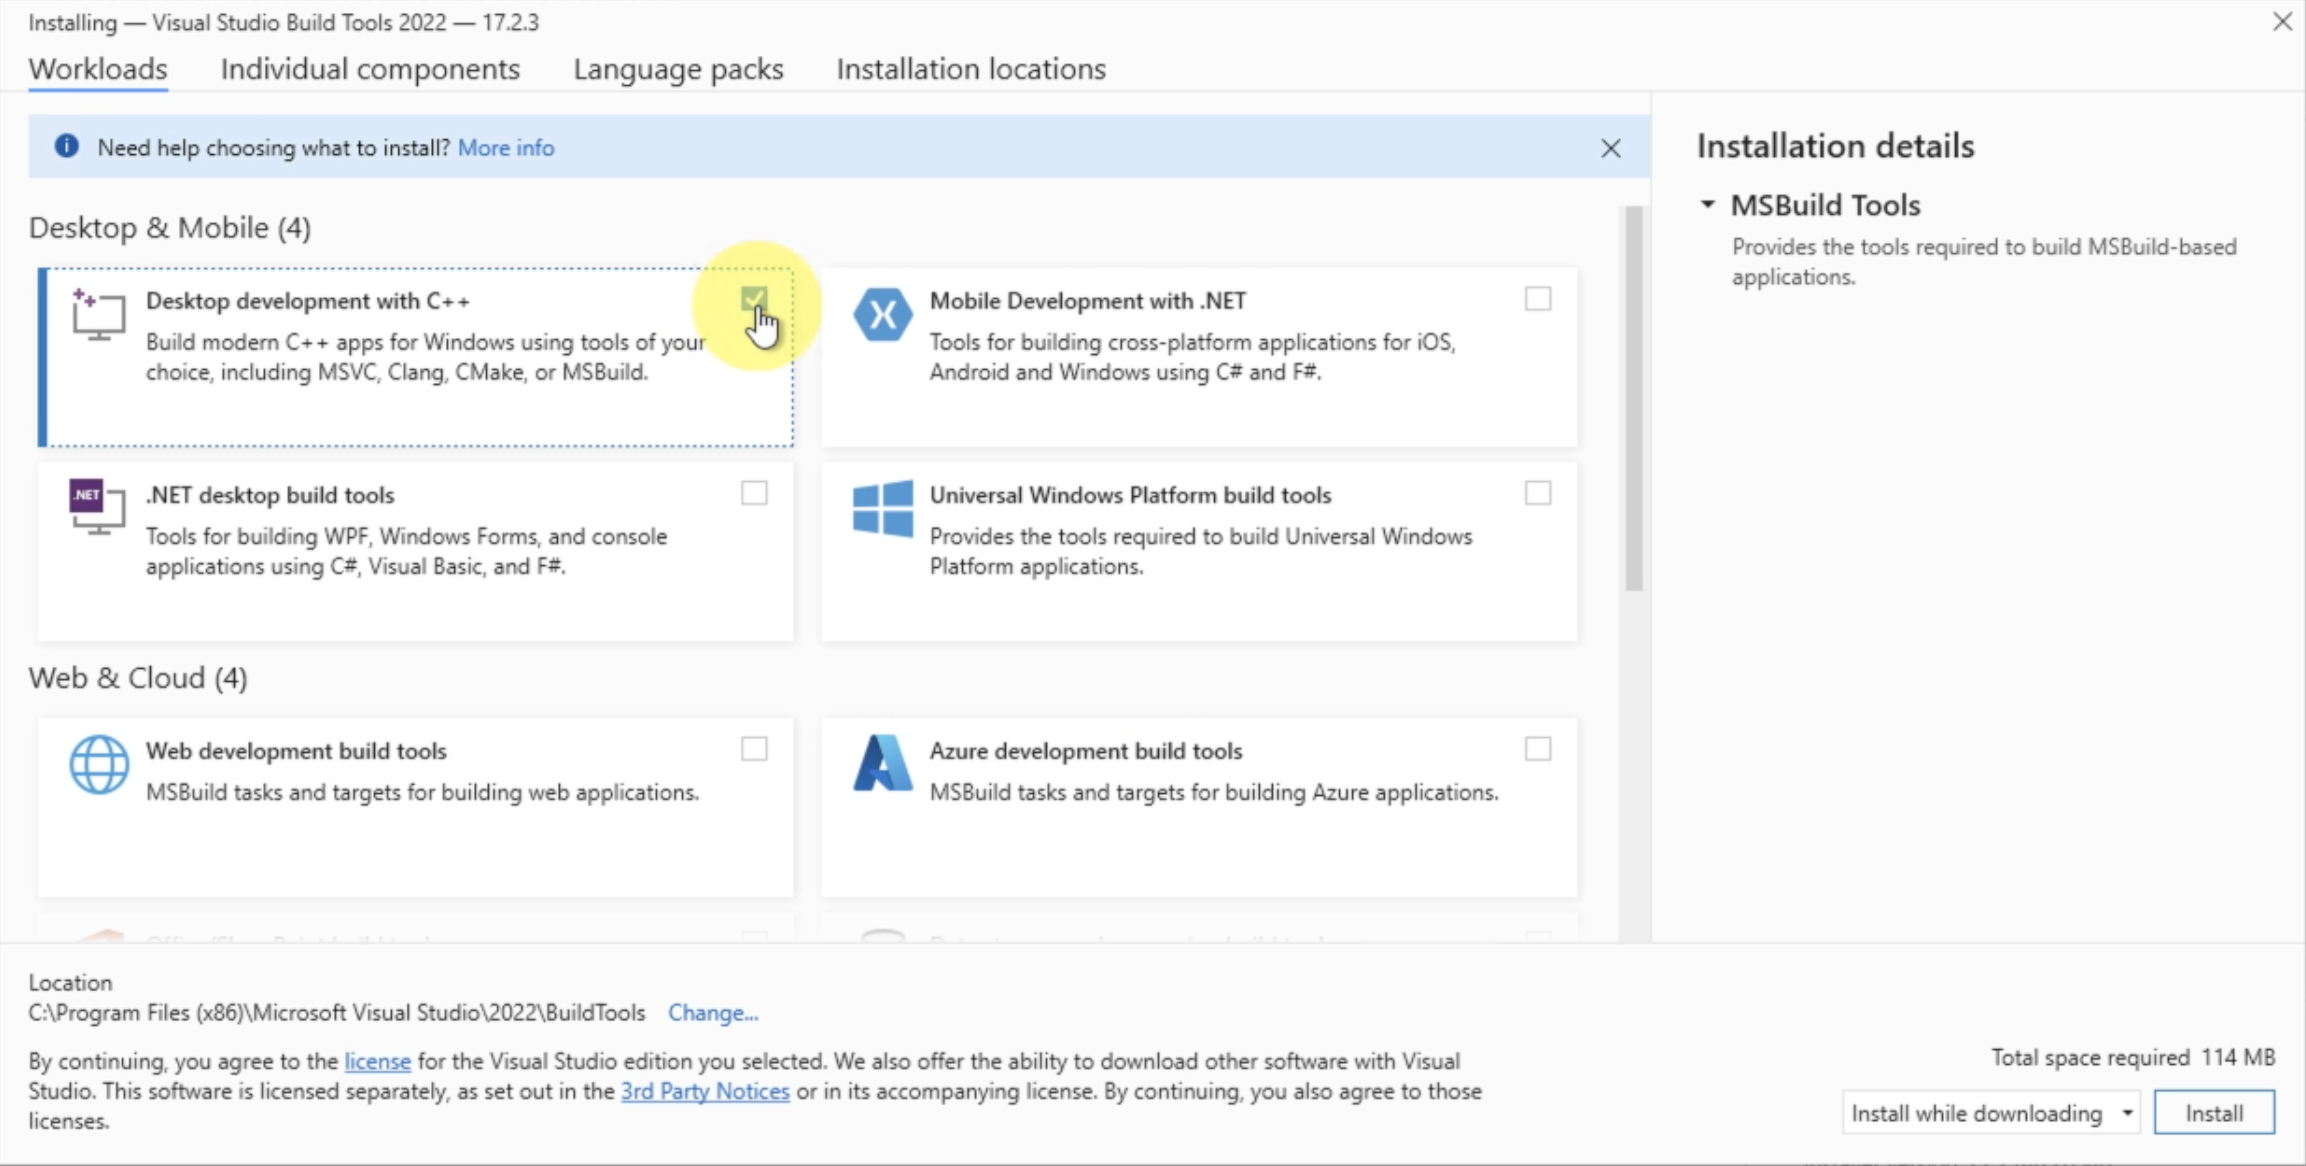 Installing — Visual Studio Build Tools 2022 — 17.2.3
Workloads
Individual components
Language packs
Installation locations
Need help choosing what to install? More info
Desktop & Mobile (4)
Desktop development with C++
Build modern C++ apps for Windows using tools of your
choice, including MSVC, Clang, CMake, or MSBuild.
Mobile Development with .NET
Tools for building cross-platform applications for iOS,
Android and Windows using C# and F#.
.NET
.NET desktop build tools
Tools for building WPF, Windows Forms, and console
applications using C#, Visual Basic, and F#.
Universal Windows Platform build tools
Provides the tools required to build Universal Windows
Platform applications.
Web & Cloud (4)
Web development build tools
MSBuild tasks and targets for building web applications.
Azure development build tools
MSBuild tasks and targets for building Azure applications.
Installation details
MSBuild Tools
Provides the tools required to build MSBuild-based
applications.
Location
C:\Program Files (x86)\Microsoft Visual Studio\2022\BuildTools Change...
By continuing, you agree to the license for the Visual Studio edition you selected. We also offer the ability to download other software with Visual
Studio. This software is licensed separately, as set out in the 3rd Party Notices or in its accompanying license. By continuing, you also agree to those
licenses.
Total space required 114 MB
Install while downloading
Install